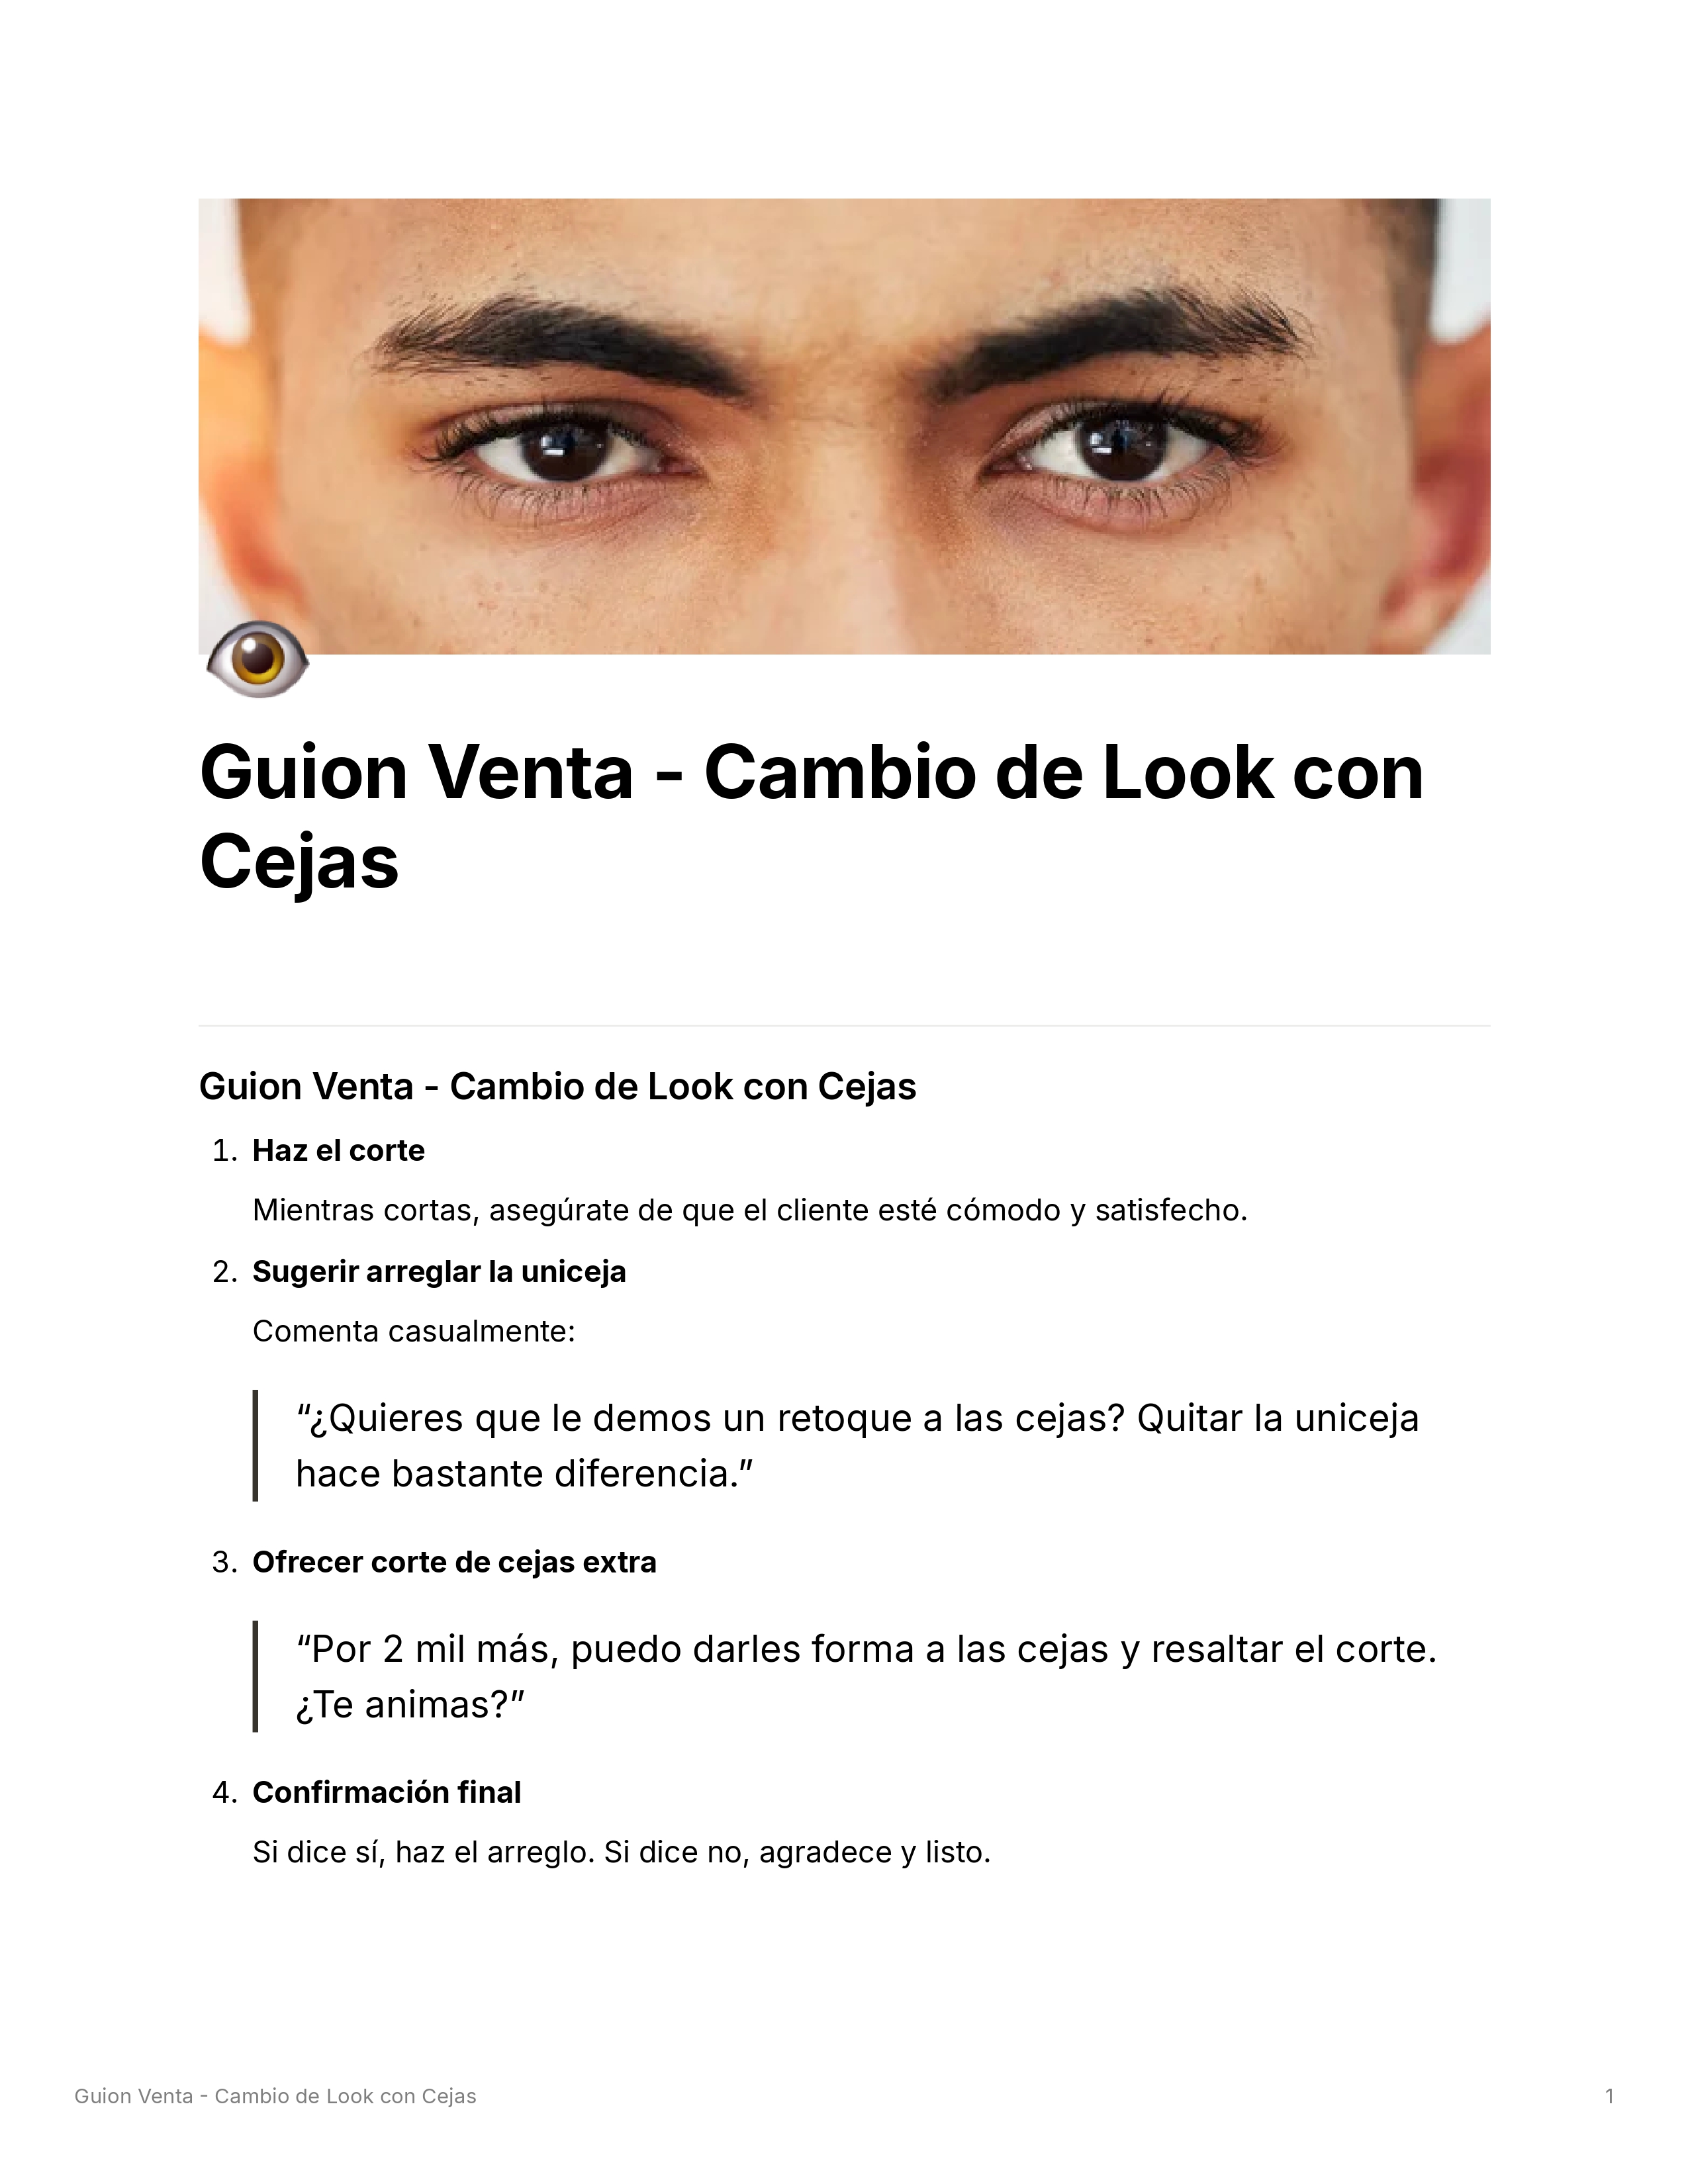 Guion Venta - Cambio de Look con
Cejas
Guion Venta - Cambio de Look con Cejas
1. Haz el corte
Mientras cortas, asegúrate de que el cliente esté cómodo y satisfecho.
2. Sugerir arreglar la uniceja
Comenta casualmente:
“¿Quieres que le demos un retoque a las cejas? Quitar la uniceja
hace bastante diferencia.”
3. Ofrecer corte de cejas extra
“Por 2 mil más, puedo darles forma a las cejas y resaltar el corte.
¿Te animas?”
4. Confirmación final
Si dice sí, haz el arreglo. Si dice no, agradece y listo.
Guion Venta - Cambio de Look con Cejas 1